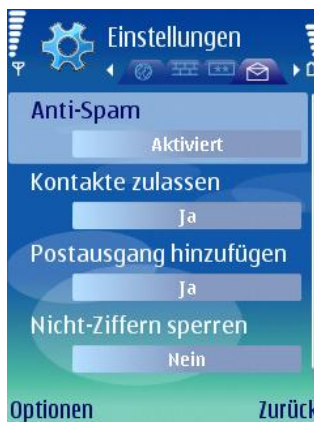 Einstellungen
Anti-Spam
Aktiviert
Kontakte zulassen
Ja
Postausgang hinzufügen
Ja
Nicht-Ziffern sperren
Nein
Optionen Zurück